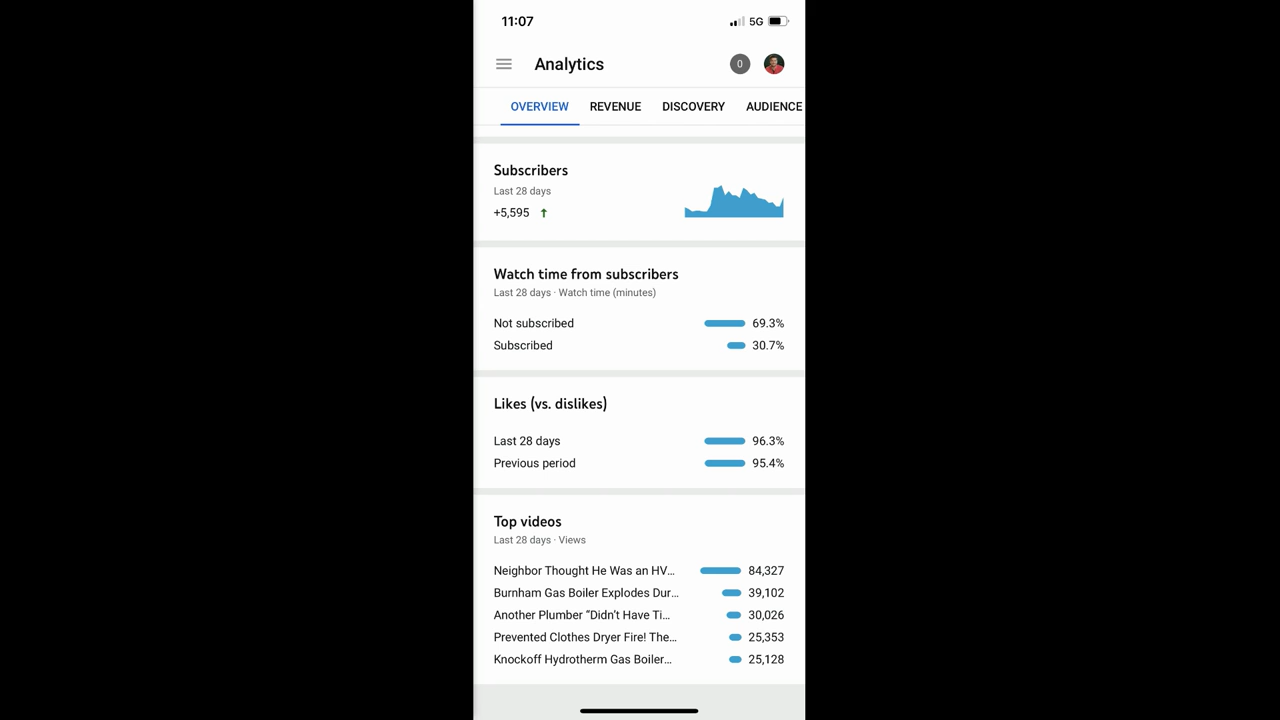 11:07
5G
Analytics
0
OVERVIEW REVENUE DISCOVERY AUDIENCE
Subscribers
Last 28 days
+5,595
Watch time from subscribers
Last 28 days · Watch time (minutes)
Not subscribed 69.3%
Subscribed 30.7%
Likes (vs. dislikes)
Last 28 days 96.3%
Previous period 95.4%
Top videos
Last 28 days · Views
Neighbor Thought He Was an HV... 84,327
Burnham Gas Boiler Explodes Dur... 39,102
Another Plumber “Didn’t Have Ti... 30,026
Prevented Clothes Dryer Fire! The... 25,353
Knockoff Hydrotherm Gas Boiler... 25,128